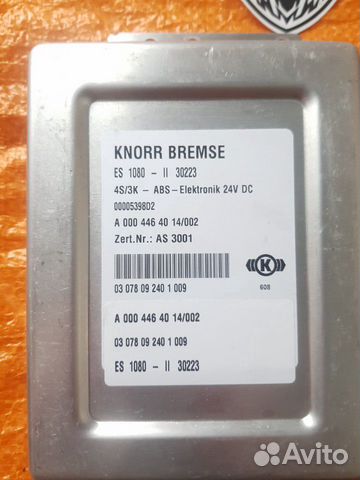 KNORR BREMSE
ES 1080 - II 30223
4S/3K - ABS-Elektronik 24V DC
0000539802
A 000 446 40 14/002
Zert.Nr.: AS 3001
03 078 09 240 1 009
K
608
A 000 446 40 14/002
03 078 09 240 1 009
ES 1080 - II 30223
Avito